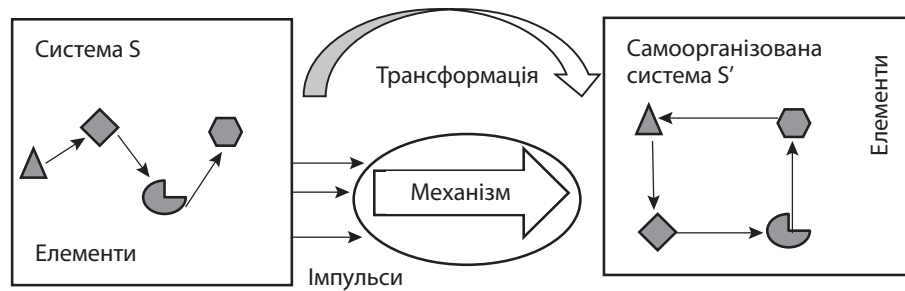 Система S
Елементи
Трансформація
Механізм
Імпульси
Самоорганізована
система S′
Елементи